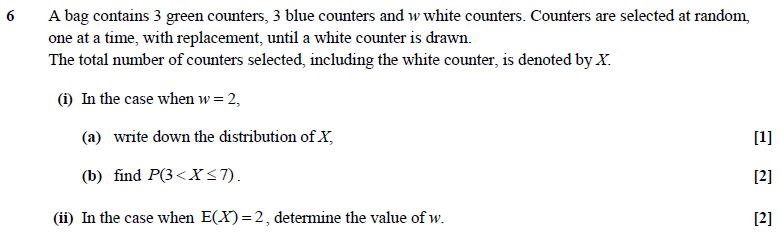 6 A bag contains 3 green counters, 3 blue counters and w white counters. Counters are selected at random,
one at a time, with replacement, until a white counter is drawn.
The total number of counters selected, including the white counter, is denoted by X.
(i) In the case when w = 2,
(a) write down the distribution of X, [1]
(b) find P(3 < X ≤ 7). [2]
(ii) In the case when E(X) = 2, determine the value of w. [2]